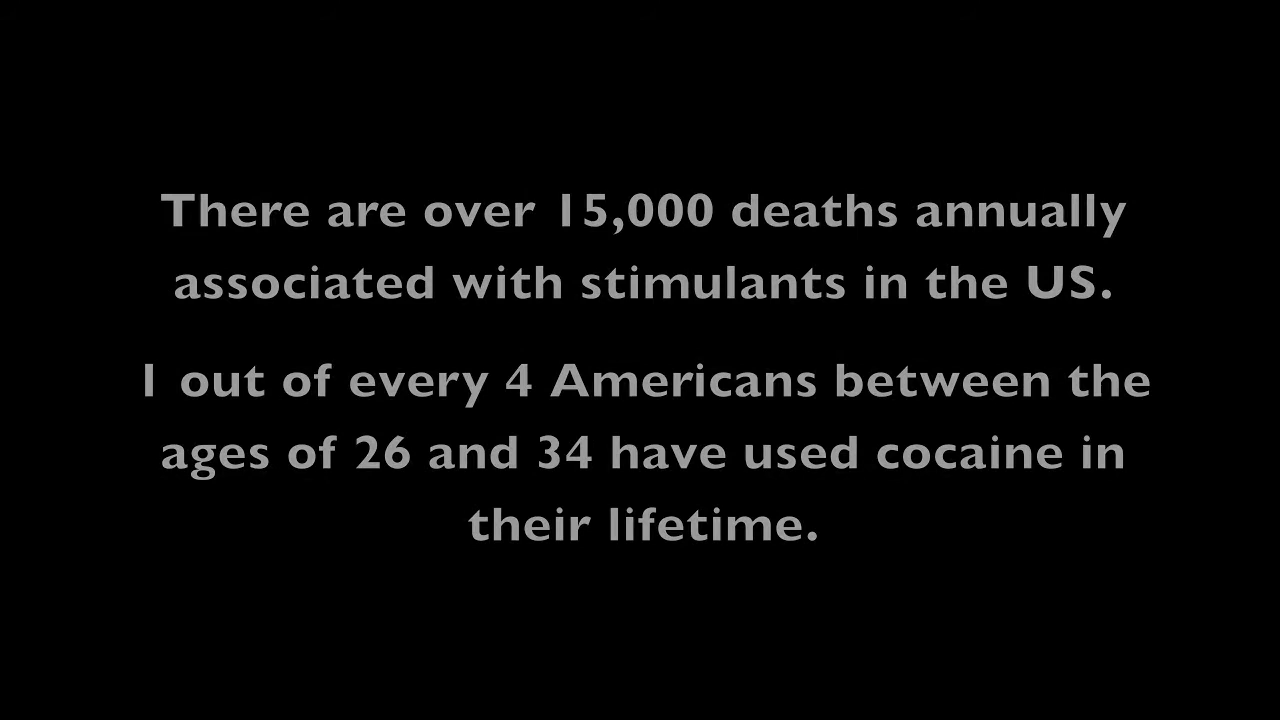 There are over 15,000 deaths annually
associated with stimulants in the US.
1 out of every 4 Americans between the
ages of 26 and 34 have used cocaine in
their lifetime.